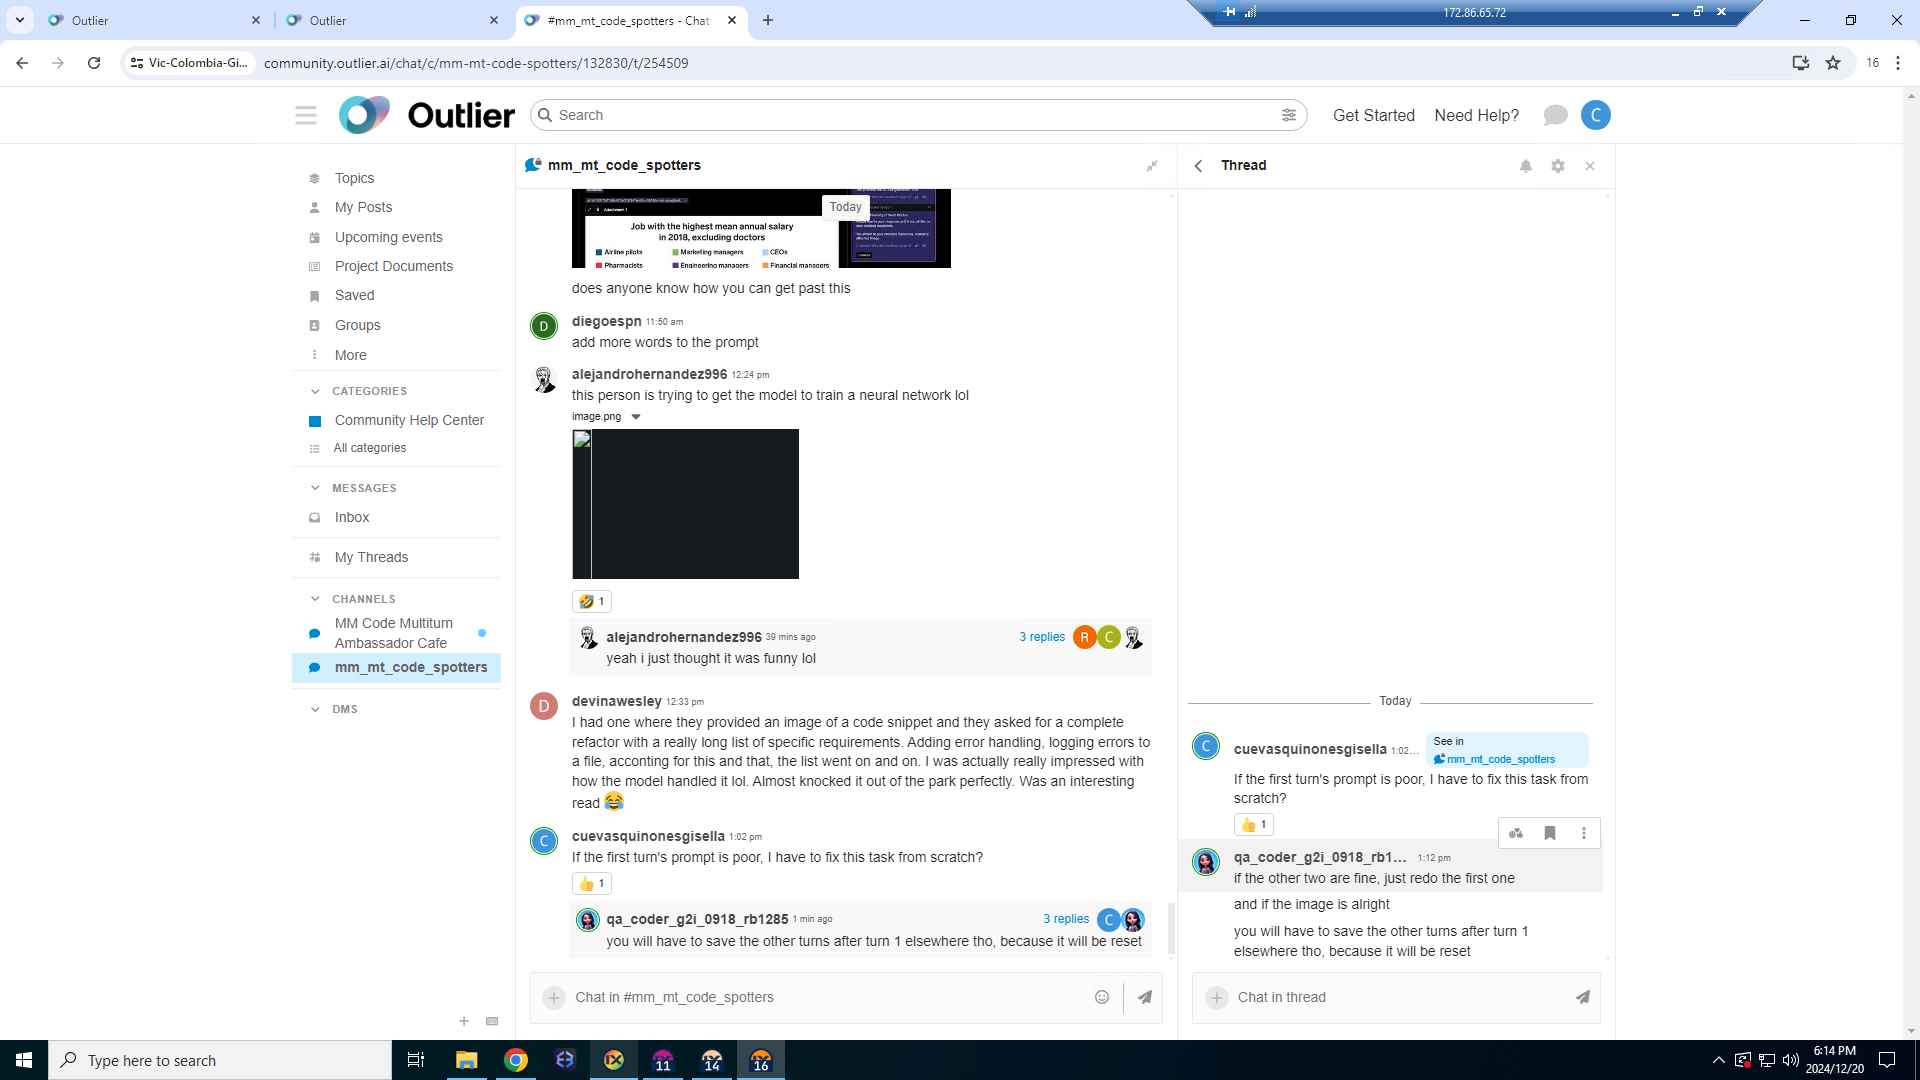 Outlier
Outlier
#mm_mt_code_spotters - Chat
172.86.65.72
Vic-Colombia-Gi...
community.outlier.ai/chat/c/mm-mt-code-spotters/132830/t/254509
16
Outlier
Search
Get Started
Need Help?
C
Topics
My Posts
Upcoming events
Project Documents
Saved
Groups
More
CATEGORIES
Community Help Center
All categories
MESSAGES
Inbox
My Threads
CHANNELS
MM Code Multiturn
Ambassador Cafe
mm_mt_code_spotters
DMS
mm_mt_code_spotters
Today
Job with the highest mean annual salary
in 2018, excluding doctors
Airline pilots
Marketing managers
CEOs
Pharmacists
Engineering managers
Financial managers
does anyone know how you can get past this
D
diegoespn 11:50 am
add more words to the prompt
alejandrohernandez996 12:24 pm
this person is trying to get the model to train a neural network lol
image.png
1
alejandrohernandez996 39 mins ago
3 replies
R
C
yeah i just thought it was funny lol
D
devinawesley 12:33 pm
I had one where they provided an image of a code snippet and they asked for a complete
refactor with a really long list of specific requirements. Adding error handling, logging errors to
a file, acconting for this and that, the list went on and on. I was actually really impressed with
how the model handled it lol. Almost knocked it out of the park perfectly. Was an interesting
read
C
cuevasquinonesgisella 1:02 pm
If the first turn's prompt is poor, I have to fix this task from scratch?
1
qa_coder_g2i_0918_rb1285 1 min ago
3 replies
C
you will have to save the other turns after turn 1 elsewhere tho, because it will be reset
Chat in #mm_mt_code_spotters
Thread
Today
C
cuevasquinonesgisella 1:02...
See in
mm_mt_code_spotters
If the first turn's prompt is poor, I have to fix this task from
scratch?
1
qa_coder_g2i_0918_rb1... 1:12 pm
if the other two are fine, just redo the first one
and if the image is alright
you will have to save the other turns after turn 1
elsewhere tho, because it will be reset
Chat in thread
Type here to search
11
14
16
6:14 PM
2024/12/20